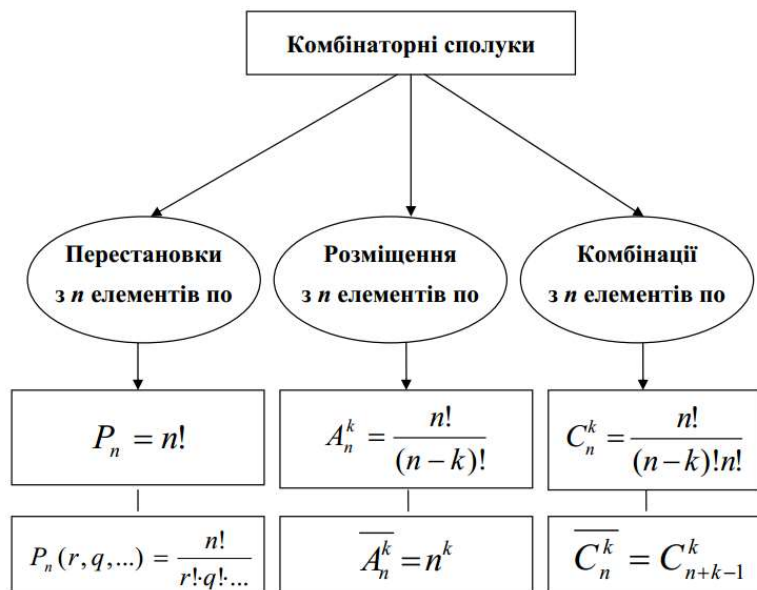 Комбінаторні сполуки
Перестановки
з n елементів по
Розміщення
з n елементів по
Комбінації
з n елементів по
P_n = n!
A_n^k = n!/(n − k)!
C_n^k = n!/((n − k)!n!)
P_n(r, q, ...) = n!/(r!·q!·...)
\overline{A_n^k} = n^k
\overline{C_n^k} = C_{n+k−1}^k